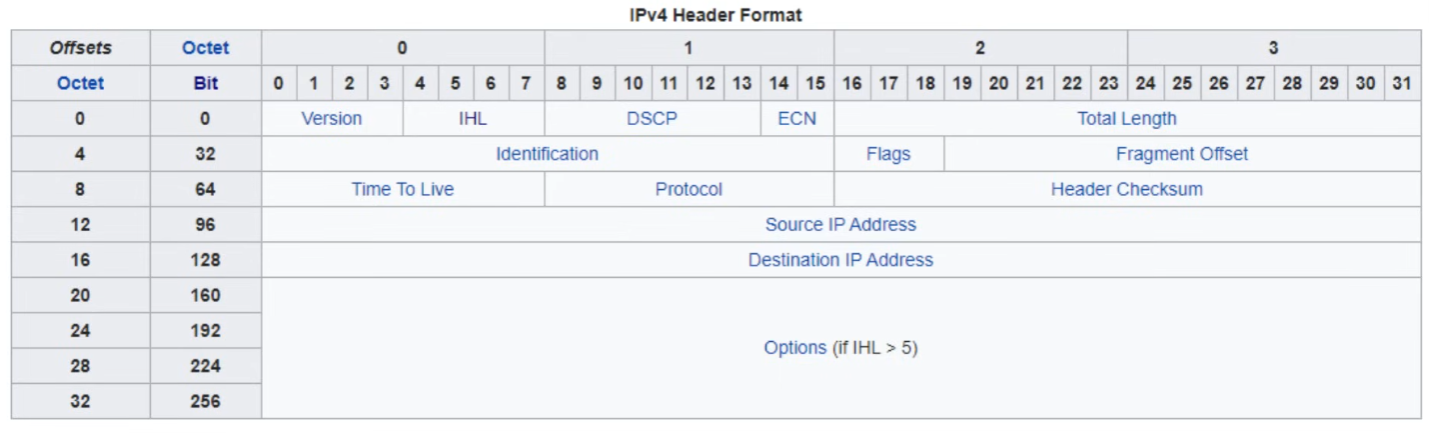 IPv4 Header Format
Offsets Octet 0 1 2 3
Octet Bit 0 1 2 3 4 5 6 7 8 9 10 11 12 13 14 15 16 17 18 19 20 21 22 23 24 25 26 27 28 29 30 31
0 0 Version IHL DSCP ECN Total Length
4 32 Identification Flags Fragment Offset
8 64 Time To Live Protocol Header Checksum
12 96 Source IP Address
16 128 Destination IP Address
20 160
24 192
Options (if IHL > 5)
28 224
32 256